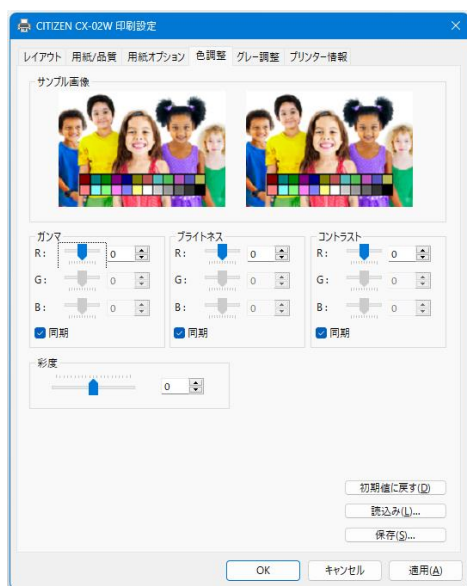 CITIZEN CX-02W 印刷設定
レイアウト 用紙/品質 用紙オプション 色調整 グレー調整 プリンター情報
サンプル画像
ガンマ ブライトネス コントラスト
R: 0 R: 0 R: 0
G: 0 G: 0 G: 0
B: 0 B: 0 B: 0
同期 同期 同期
彩度
0
初期値に戻す(D)
読込み(L)...
保存(S)...
OK キャンセル 適用(A)